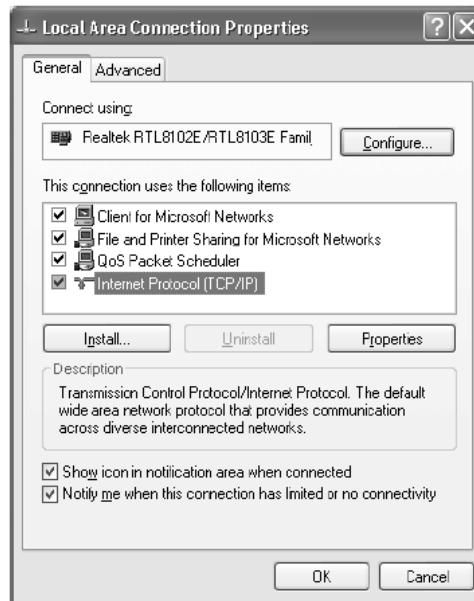 Local Area Connection Properties
General Advanced
Connect using:
Realtek RTL8102E/RTL8103E Famil
Configure...
This connection uses the following items:
Client for Microsoft Networks
File and Printer Sharing for Microsoft Networks
QoS Packet Scheduler
Internet Protocol (TCP/IP)
Install... Uninstall Properties
Description
Transmission Control Protocol/Internet Protocol. The default
wide area network protocol that provides communication
across diverse interconnected networks.
Show icon in notification area when connected
Notify me when this connection has limited or no connectivity
OK Cancel